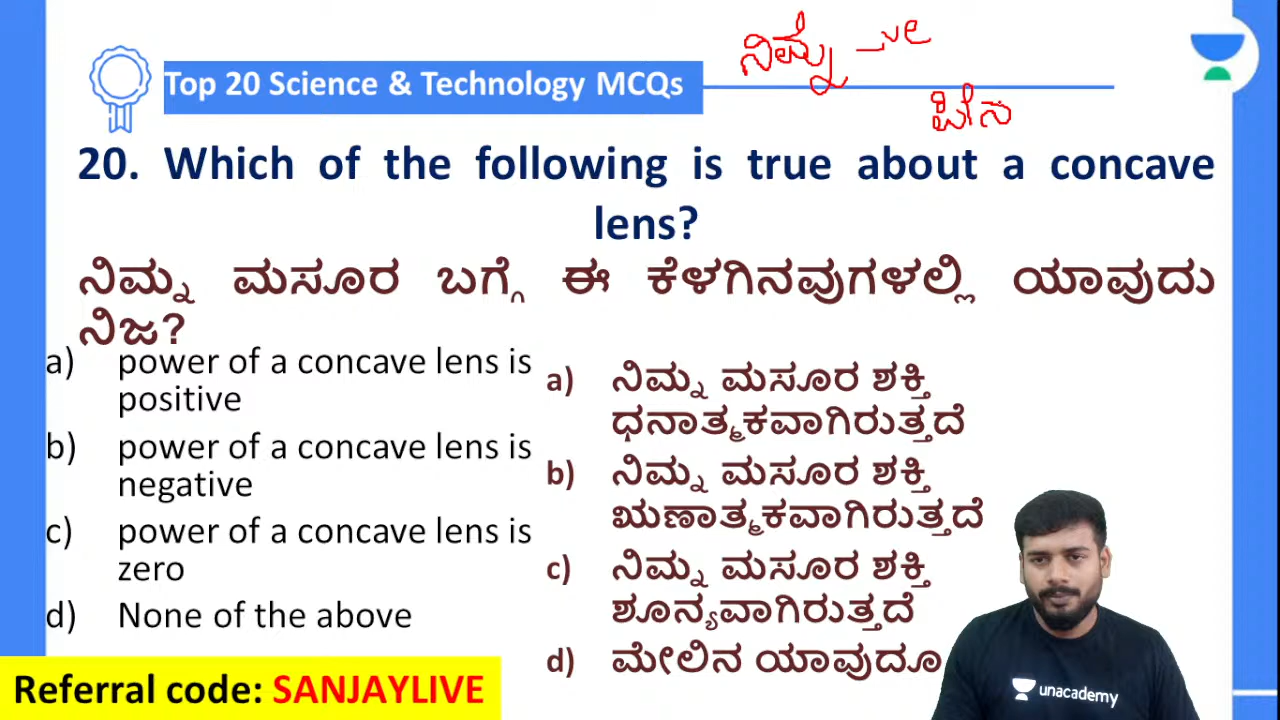 ನಿಮ್ನ -ve
Top 20 Science & Technology MCQs
20. Which of the following is true about a concave
lens?
ನಿಮ್ನ ಮಸೂರ ಬಗ್ಗೆ ಈ ಕೆಳಗಿನವುಗಳಲ್ಲಿ ಯಾವುದು
ನಿಜ?
a) power of a concave lens is
positive
b) power of a concave lens is
negative
c) power of a concave lens is
zero
d) None of the above
a) ನಿಮ್ನ ಮಸೂರ ಶಕ್ತಿ
ಧನಾತ್ಮಕವಾಗಿರುತ್ತದೆ
b) ನಿಮ್ನ ಮಸೂರ ಶಕ್ತಿ
ಋಣಾತ್ಮಕವಾಗಿರುತ್ತದೆ
c) ನಿಮ್ನ ಮಸೂರ ಶಕ್ತಿ
ಶೂನ್ಯವಾಗಿರುತ್ತದೆ
d) ಮೇಲಿನ ಯಾವುದೂ
unacademy
Referral code: SANJAYLIVE